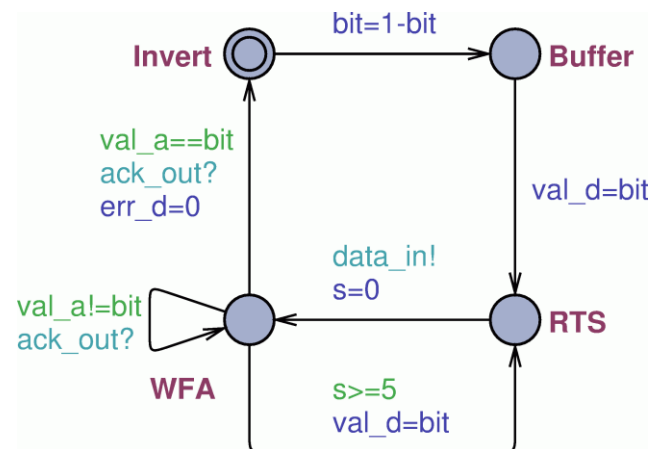 bit=1-bit
Invert
Buffer
val_a==bit
ack_out?
err_d=0
val_d=bit
data_in!
s=0
val_a!=bit
ack_out?
RTS
WFA
s>=5
val_d=bit